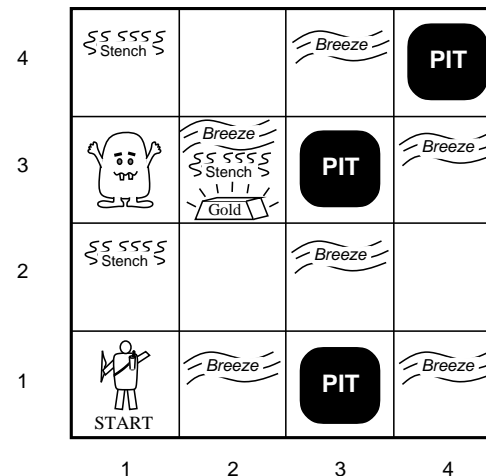 4
Stench
Breeze
PIT
3
Breeze
Stench
Gold
PIT
Breeze
2
Stench
Breeze
1
START
Breeze
PIT
Breeze
1 2 3 4